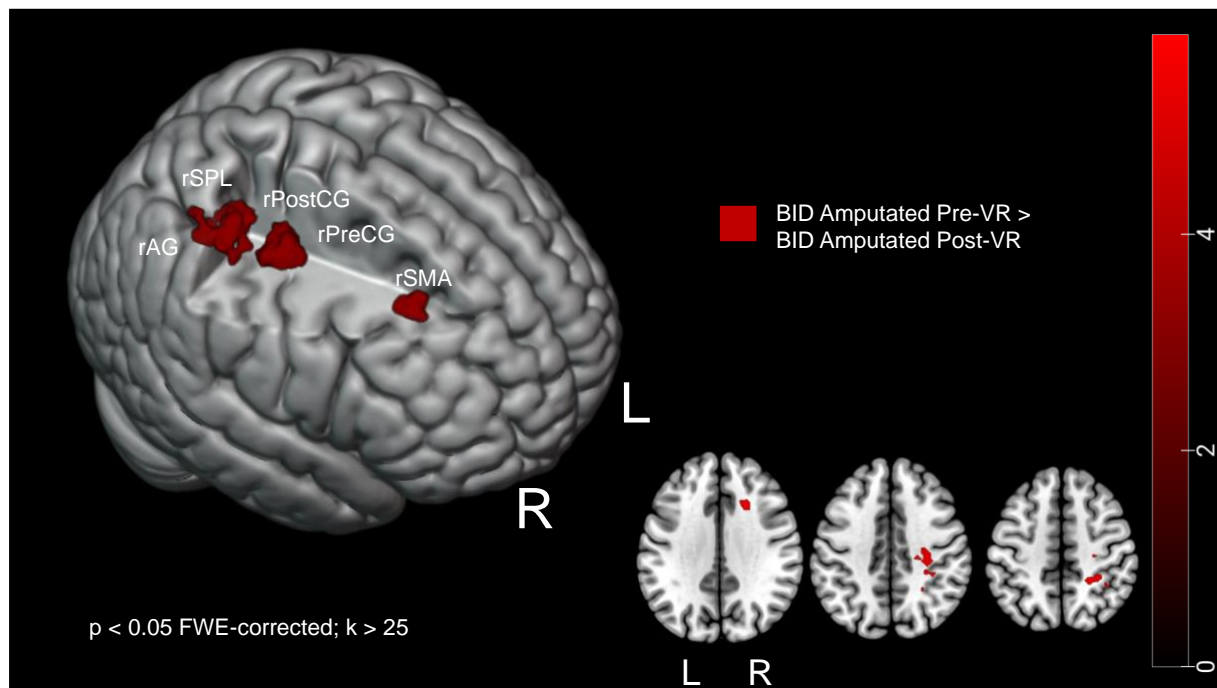 rSPL
rPostCG
rAG
rPreCG
rSMA
BID Amputated Pre-VR >
BID Amputated Post-VR
L
R
p < 0.05 FWE-corrected; k > 25
L R
4
2
0